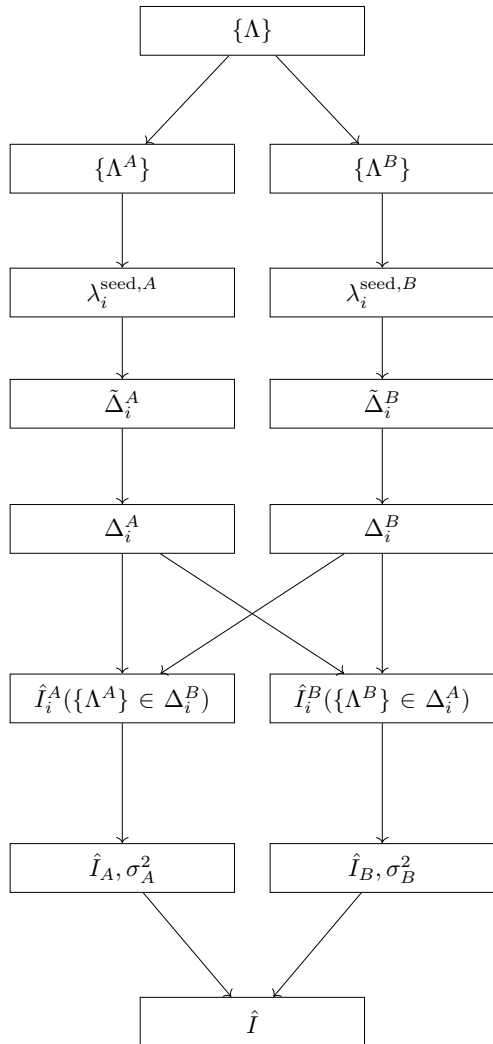 {Λ}
{Λ^A} {Λ^B}
λ_i^{seed,A} λ_i^{seed,B}
Δ̃_i^A Δ̃_i^B
Δ_i^A Δ_i^B
Î_i^A({Λ^A} ∈ Δ_i^B) Î_i^B({Λ^B} ∈ Δ_i^A)
Î_A, σ_A^2 Î_B, σ_B^2
Î